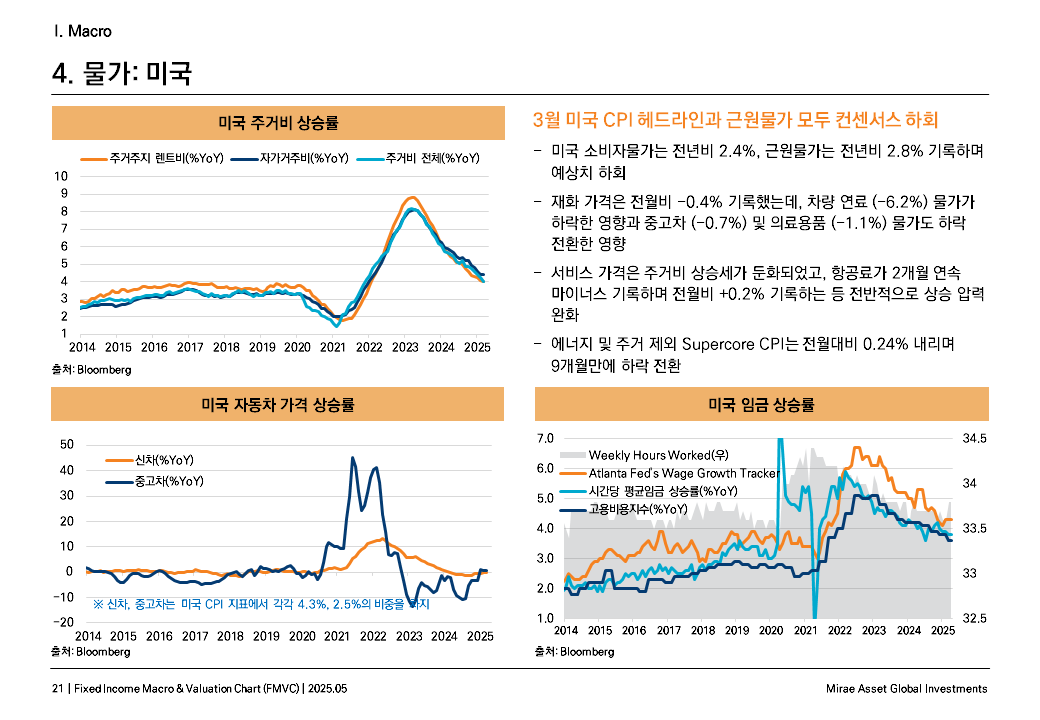 I. Macro
4. 물가: 미국
미국 주거비 상승률
주거주지 렌트비(%YoY) 자가거주비(%YoY) 주거비 전체(%YoY)
10
9
8
7
6
5
4
3
2
1
2014 2015 2016 2017 2018 2019 2020 2021 2022 2023 2024 2025
출처: Bloomberg
3월 미국 CPI 헤드라인과 근원물가 모두 컨센서스 하회
– 미국 소비자물가는 전년비 2.4%, 근원물가는 전년비 2.8% 기록하며
예상치 하회
– 재화 가격은 전월비 -0.4% 기록했는데, 차량 연료 (-6.2%) 물가가
하락한 영향과 중고차 (-0.7%) 및 의료용품 (-1.1%) 물가도 하락
전환한 영향
– 서비스 가격은 주거비 상승세가 둔화되었고, 항공료가 2개월 연속
마이너스 기록하며 전월비 +0.2% 기록하는 등 전반적으로 상승 압력
완화
– 에너지 및 주거 제외 Supercore CPI는 전월대비 0.24% 내리며
9개월만에 하락 전환
미국 자동차 가격 상승률
신차(%YoY)
중고차(%YoY)
50
40
30
20
10
0
-10
-20
※ 신차, 중고차는 미국 CPI 지표에서 각각 4.3%, 2.5%의 비중을 차지
2014 2015 2016 2017 2018 2019 2020 2021 2022 2023 2024 2025
출처: Bloomberg
미국 임금 상승률
Weekly Hours Worked(우)
Atlanta Fed's Wage Growth Tracker
시간당 평균임금 상승률(%YoY)
고용비용지수(%YoY)
7.0
6.0
5.0
4.0
3.0
2.0
1.0
34.5
34
33.5
33
32.5
2014 2015 2016 2017 2018 2019 2020 2021 2022 2023 2024 2025
출처: Bloomberg
21 | Fixed Income Macro & Valuation Chart (FMVC) | 2025.05
Mirae Asset Global Investments